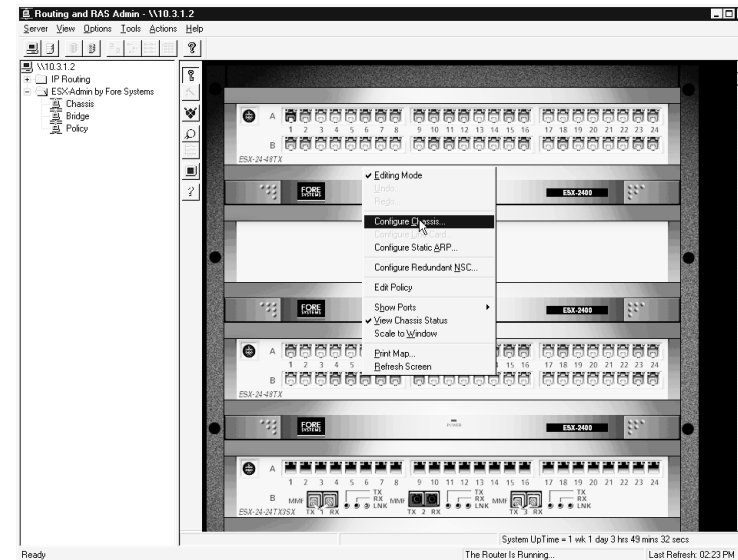 Routing and RAS Admin - \\10.3.1.2
Server View Options Tools Actions Help
\\10.3.1.2
IP Routing
ESX-Admin by Fore Systems
Chassis
Bridge
Policy
A
1 2 3 4 5 6 7 8 9 10 11 12 13 14 15 16 17 18 19 20 21 22 23 24
B
ESX-24-48TX
FORE SYSTEMS
ESX-2400
Editing Mode
Undo...
Redo...
Configure Chassis...
Configure Line Card...
Configure Static ARP...
Configure Redundant NSC...
Edit Policy
Show Ports
View Chassis Status
Scale to Window
Print Map...
Refresh Screen
FORE SYSTEMS
ESX-2400
A
1 2 3 4 5 14 15 16 17 18 19 20 21 22 23 24
B
ESX-24-48TX
FORE SYSTEMS
POWER
ESX-2400
A
1 2 3 4 5 6 7 8 9 10 11 12 13 14 15 16 17 18 19 20 21 22 23 24
B MMF TX 1 RX TX RX LNK MMF TX 2 RX TX RX LNK MMF TX 3 RX TX RX LNK
ESX-24-24TX3SX
System UpTime = 1 wk 1 day 3 hrs 49 mins 32 secs
Ready
The Router Is Running...
Last Refresh: 02:23 PM